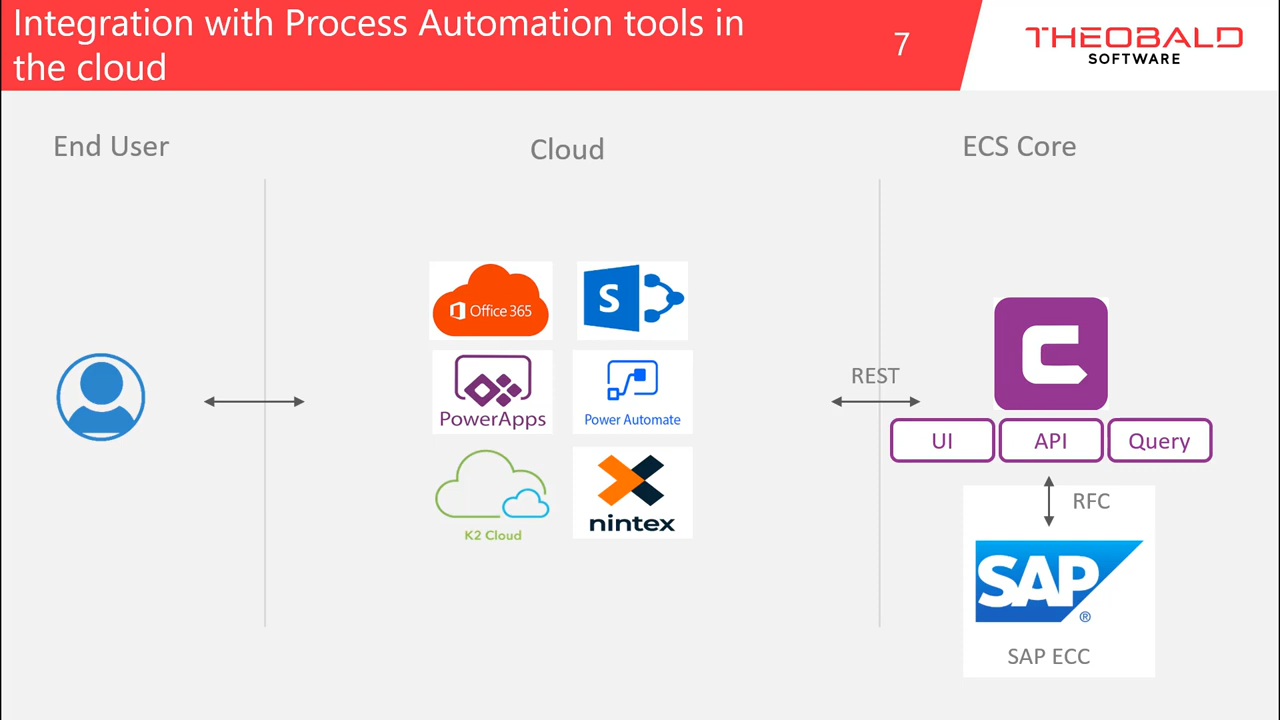 Integration with Process Automation tools in
the cloud
7
THEOBALD
SOFTWARE
End User
Cloud
ECS Core
Office 365
S
PowerApps
Power Automate
K2 Cloud
nintex
REST
UI
API
Query
RFC
SAP
®
SAP ECC